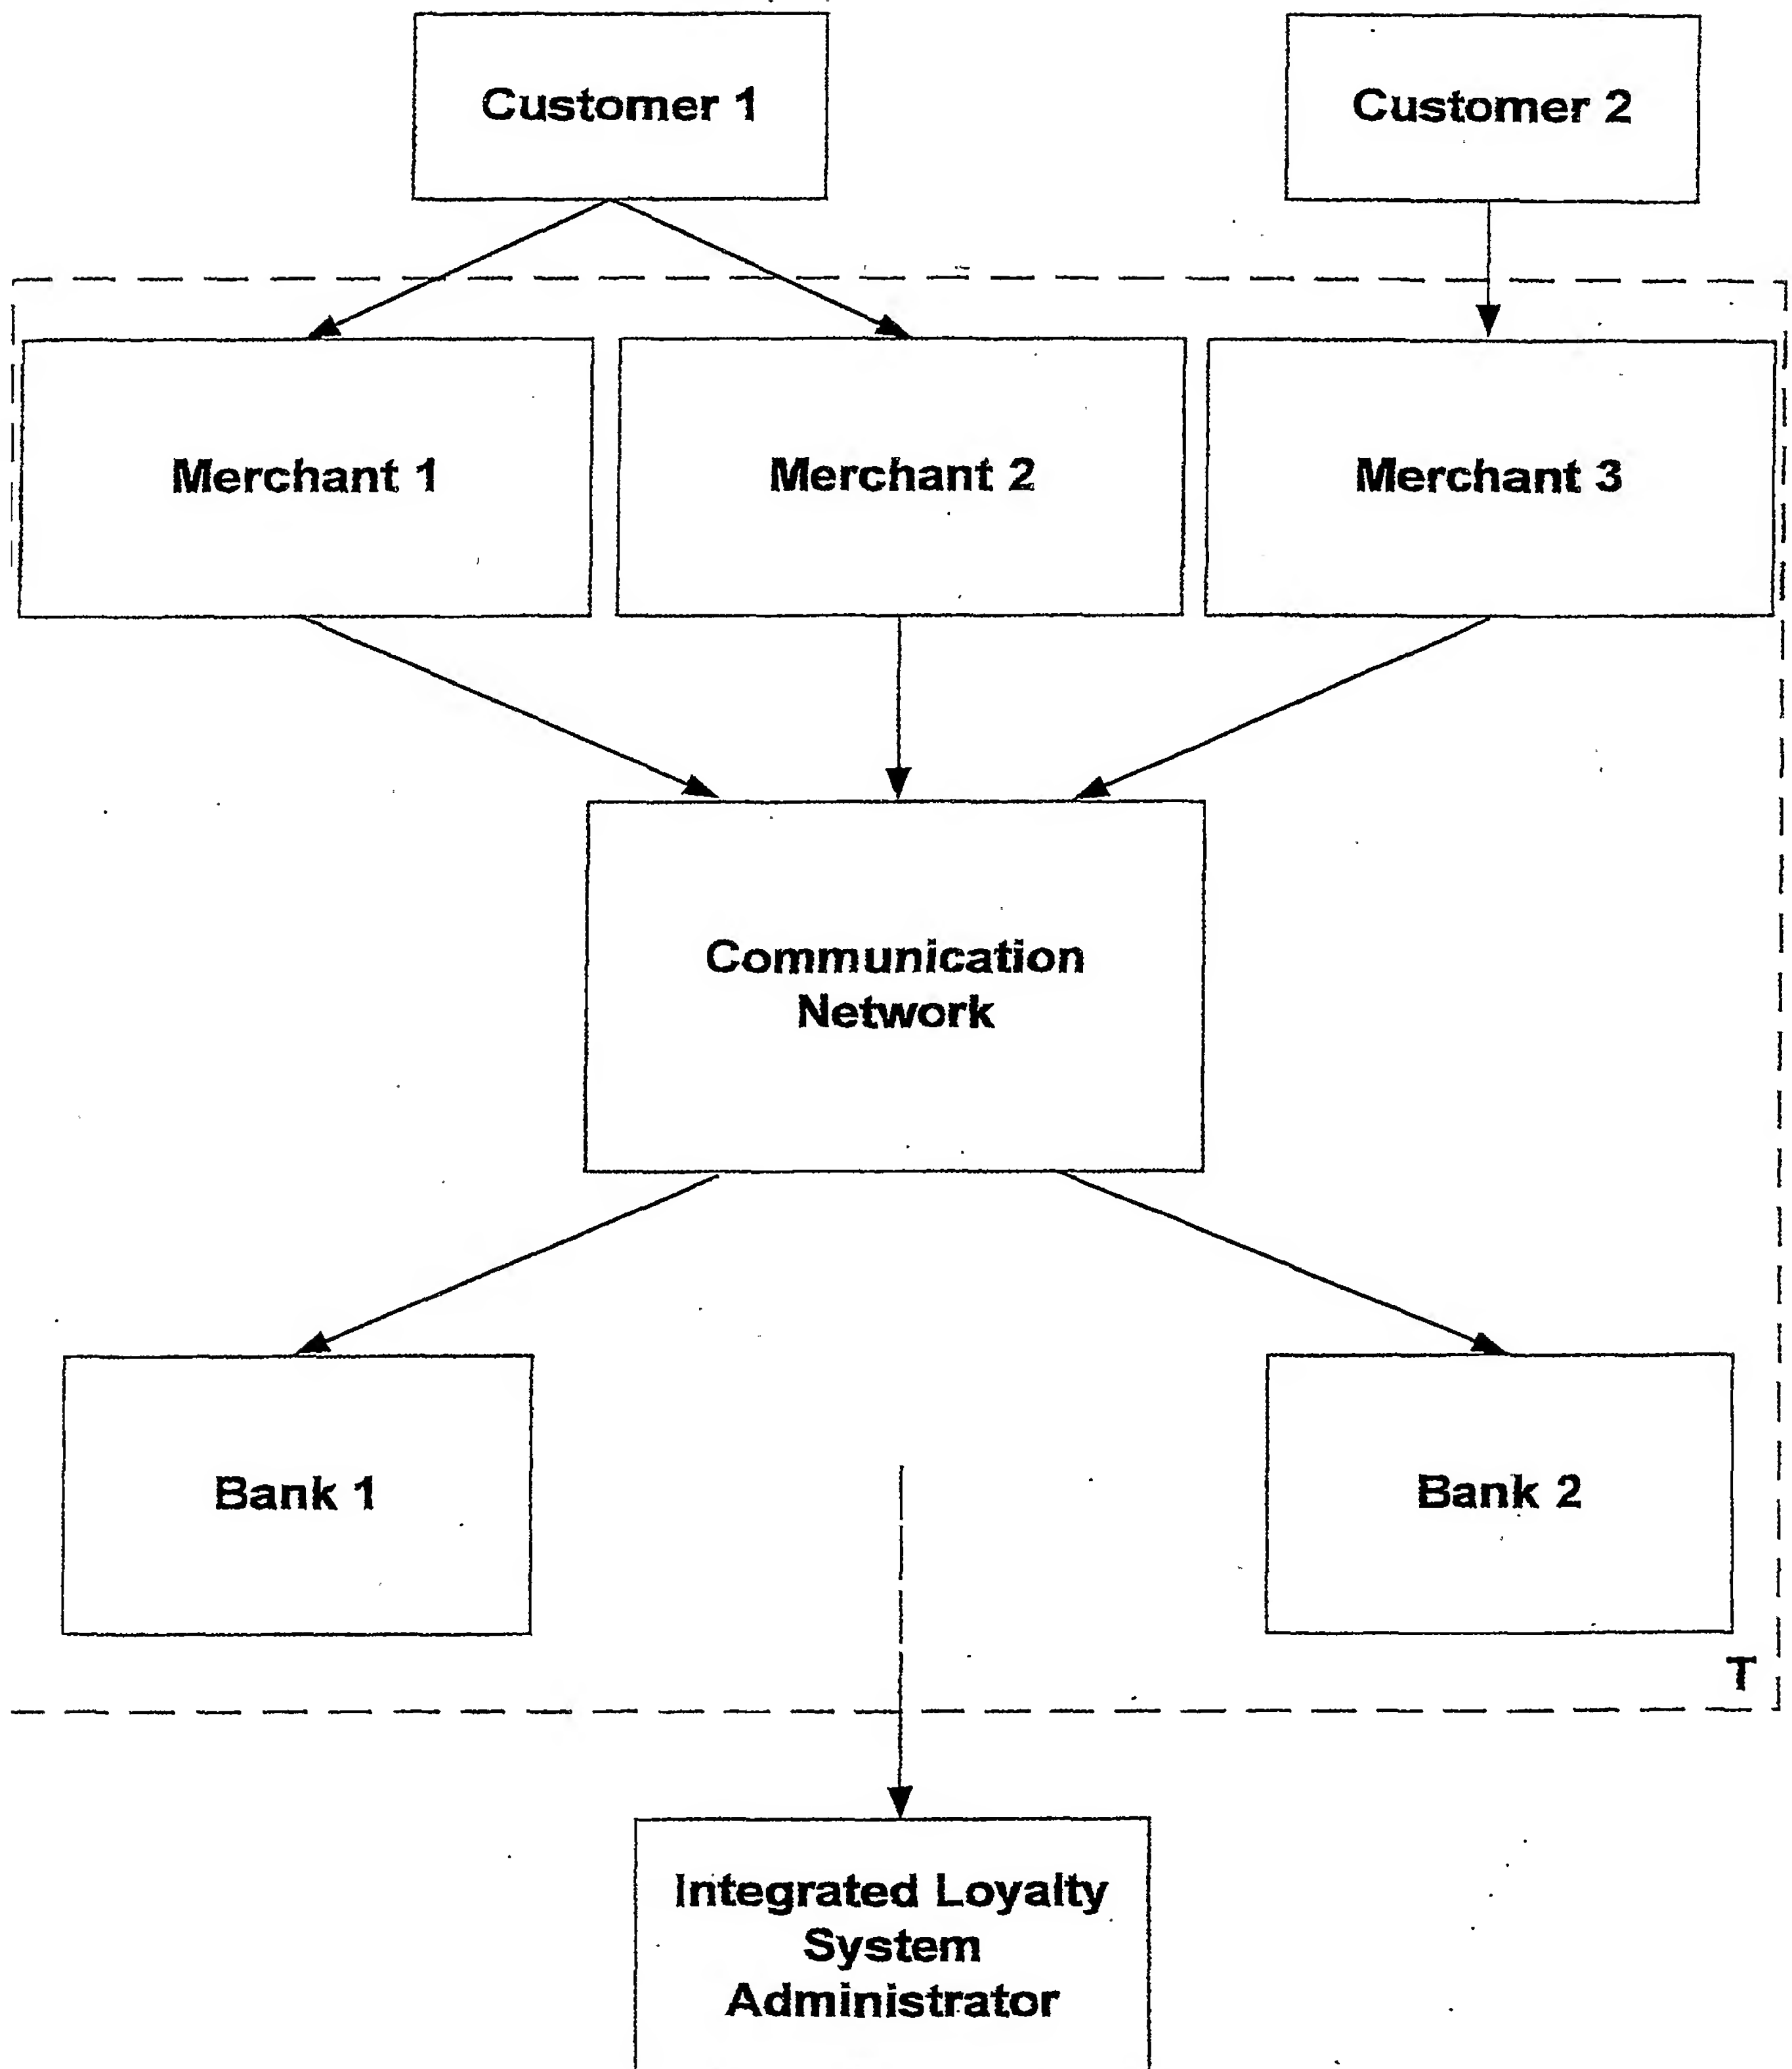 Customer 1
Customer 2
Merchant 1
Merchant 2
Merchant 3
Communication
Network
Bank 1
Bank 2
T
Integrated Loyalty
System
Administrator